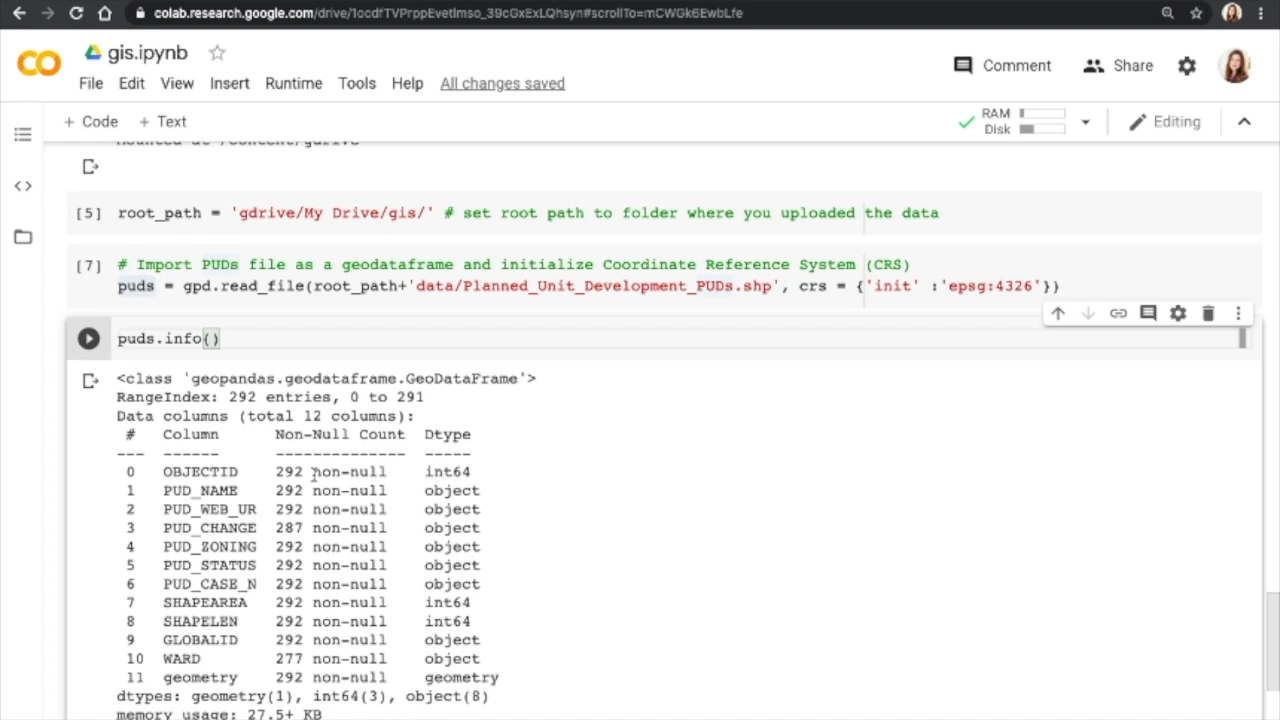 colab.research.google.com/drive/1ocdfTVPrppEvetImso_39cGxExLQhsyn#scrollTo=mCWGk6EwbLfe
gis.ipynb
Comment
Share
File Edit View Insert Runtime Tools Help All changes saved
+ Code + Text
RAM
Disk
Editing
Mounted at /content/gdrive
[5] root_path = 'gdrive/My Drive/gis/' # set root path to folder where you uploaded the data
[7] # Import PUDs file as a geodataframe and initialize Coordinate Reference System (CRS)
puds = gpd.read_file(root_path+'data/Planned_Unit_Development_PUDs.shp', crs = {'init' :'epsg:4326'})
puds.info()
<class 'geopandas.geodataframe.GeoDataFrame'>
RangeIndex: 292 entries, 0 to 291
Data columns (total 12 columns):
# Column Non-Null Count Dtype
--- ------ -------------- -----
0 OBJECTID 292 non-null int64
1 PUD_NAME 292 non-null object
2 PUD_WEB_UR 292 non-null object
3 PUD_CHANGE 287 non-null object
4 PUD_ZONING 292 non-null object
5 PUD_STATUS 292 non-null object
6 PUD_CASE_N 292 non-null object
7 SHAPEAREA 292 non-null int64
8 SHAPELEN 292 non-null int64
9 GLOBALID 292 non-null object
10 WARD 277 non-null object
11 geometry 292 non-null geometry
dtypes: geometry(1), int64(3), object(8)
memory usage: 27.5+ KB